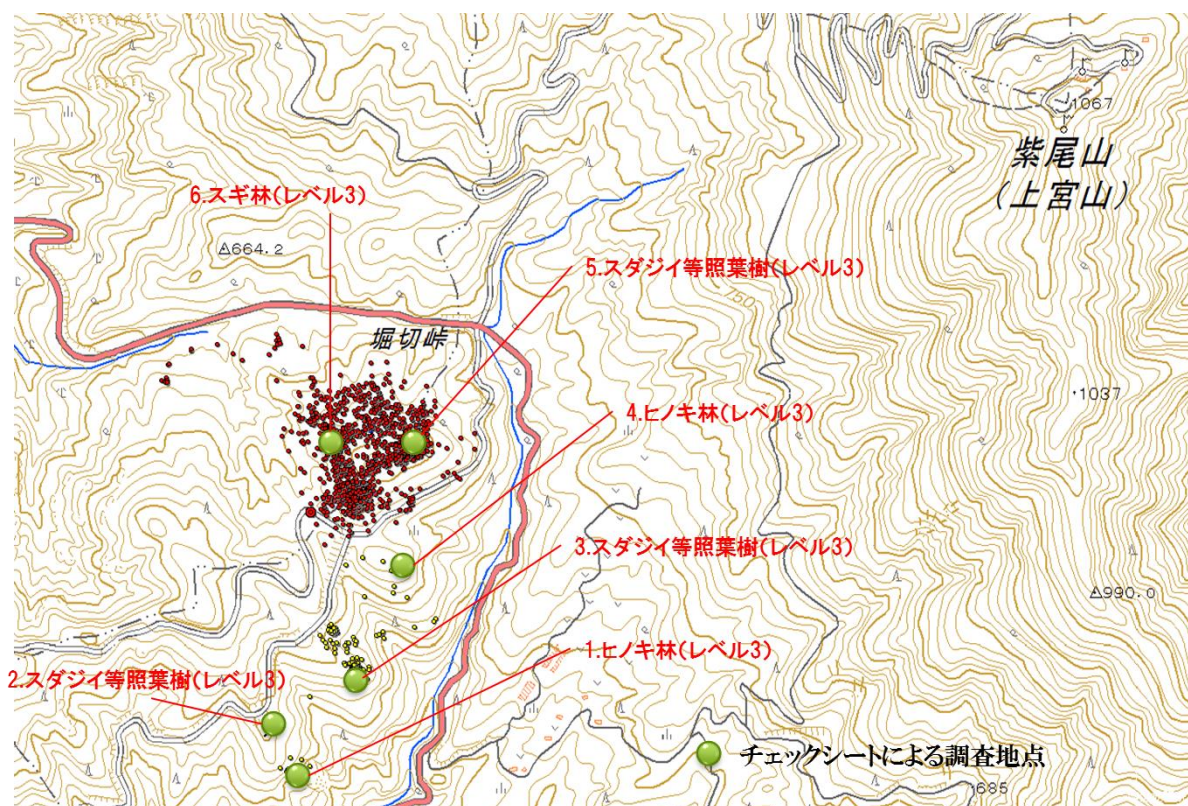 1067
紫尾山
(上宮山)
6.スギ林(レベル3)
△664.2
5.スダジイ等照葉樹(レベル3)
750
堀切峠
・1037
4.ヒノキ林(レベル3)
3.スダジイ等照葉樹(レベル3)
△990.0
1.ヒノキ林(レベル3)
2.スダジイ等照葉樹(レベル3)
チェックシートによる調査地点
・685